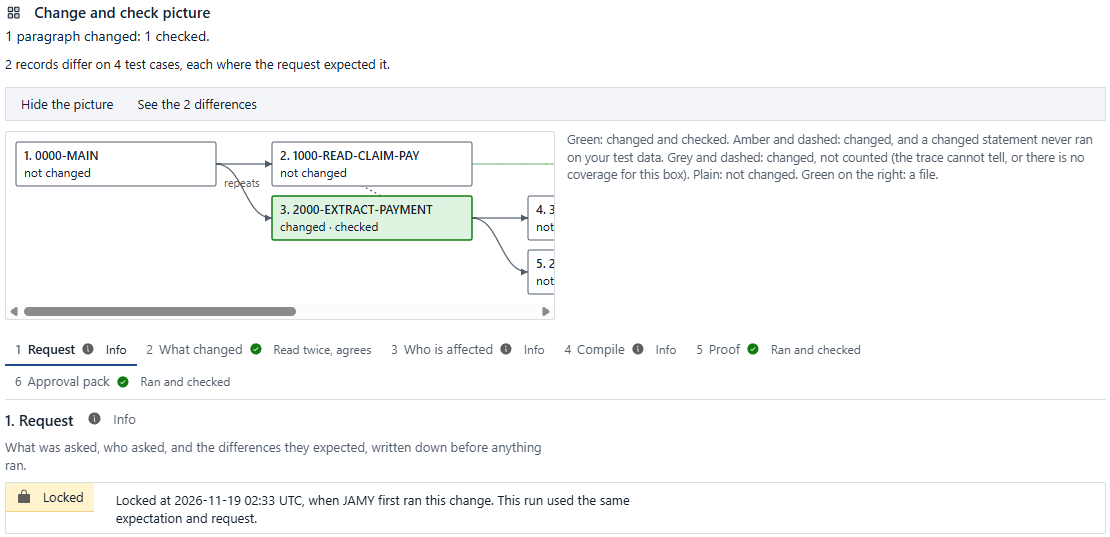 Change and check picture
1 paragraph changed: 1 checked.
2 records differ on 4 test cases, each where the request expected it.
Hide the picture See the 2 differences
1. 0000-MAIN
not changed
repeats
2. 1000-READ-CLAIM-PAY
not changed
3. 2000-EXTRACT-PAYMENT
changed · checked
4. 3
not
5. 2
not
Green: changed and checked. Amber and dashed: changed, and a changed statement never ran
on your test data. Grey and dashed: changed, not counted (the trace cannot tell, or there is no
coverage for this box). Plain: not changed. Green on the right: a file.
1 Request Info 2 What changed Read twice, agrees 3 Who is affected Info 4 Compile Info 5 Proof Ran and checked
6 Approval pack Ran and checked
1. Request Info
What was asked, who asked, and the differences they expected, written down before anything
ran.
Locked
Locked at 2026-11-19 02:33 UTC, when JAMY first ran this change. This run used the same
expectation and request.